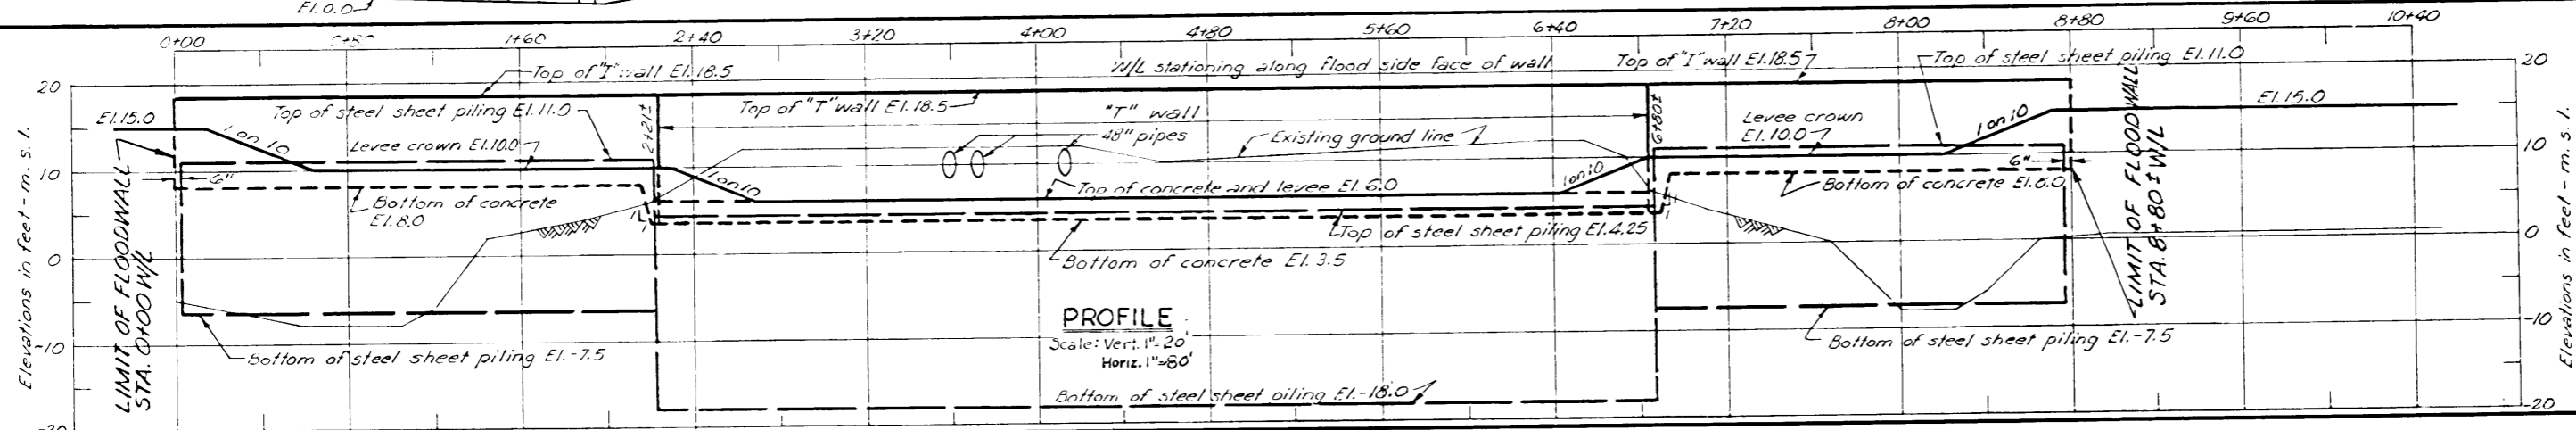 El. 0.0
0+00 1+60 2+40 3+20 4+00 4+80 5+60 6+40 7+20 8+00 8+80 9+60 10+40
Top of "I" wall El. 18.5
W/L stationing along flood side face of wall
Top of "I" wall El. 18.5
Top of steel sheet piling El. 11.0
20
20
El. 15.0
Top of steel sheet piling El. 11.0
2+21±
Top of "T" wall El. 18.5
"T" wall
6+80±
Levee crown
El. 10.0
El. 15.0
1 on 10
Levee crown El. 10.0
48" pipes
Existing ground line
1 on 10
10
10
6"
1 on 10
Top of concrete and levee El. 6.0
1 on 10
6"
Bottom of concrete
El. 8.0
Bottom of concrete El. 8.0
Top of steel sheet piling El. 4.25
0
0
Bottom of concrete El. 3.5
Elevations in feet - m. s. l.
LIMIT OF FLOODWALL
STA. 0+00 W/L
LIMIT OF FLOODWALL
STA. 8+80± W/L
Elevations in feet - m. s. l.
PROFILE
Scale: Vert. 1"=20'
Horiz. 1"=80'
-10
-10
Bottom of steel sheet piling El. -7.5
Bottom of steel sheet piling El. -7.5
Bottom of steel sheet piling El. -18.0
-20
-20